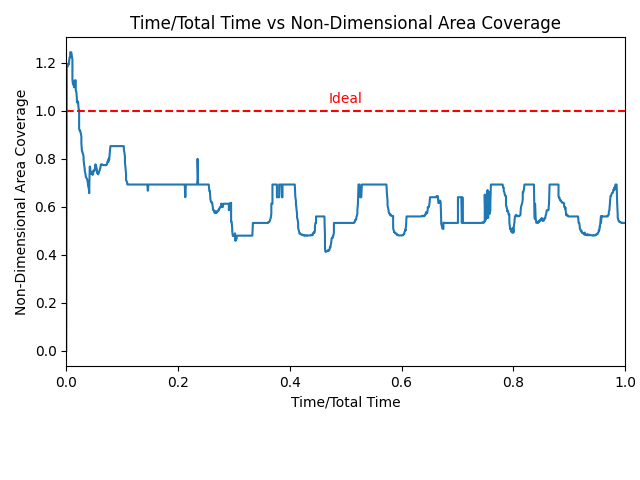 Time/Total Time vs Non-Dimensional Area Coverage
Non-Dimensional Area Coverage
1.2
1.0
0.8
0.6
0.4
0.2
0.0
Ideal
0.0 0.2 0.4 0.6 0.8 1.0
Time/Total Time